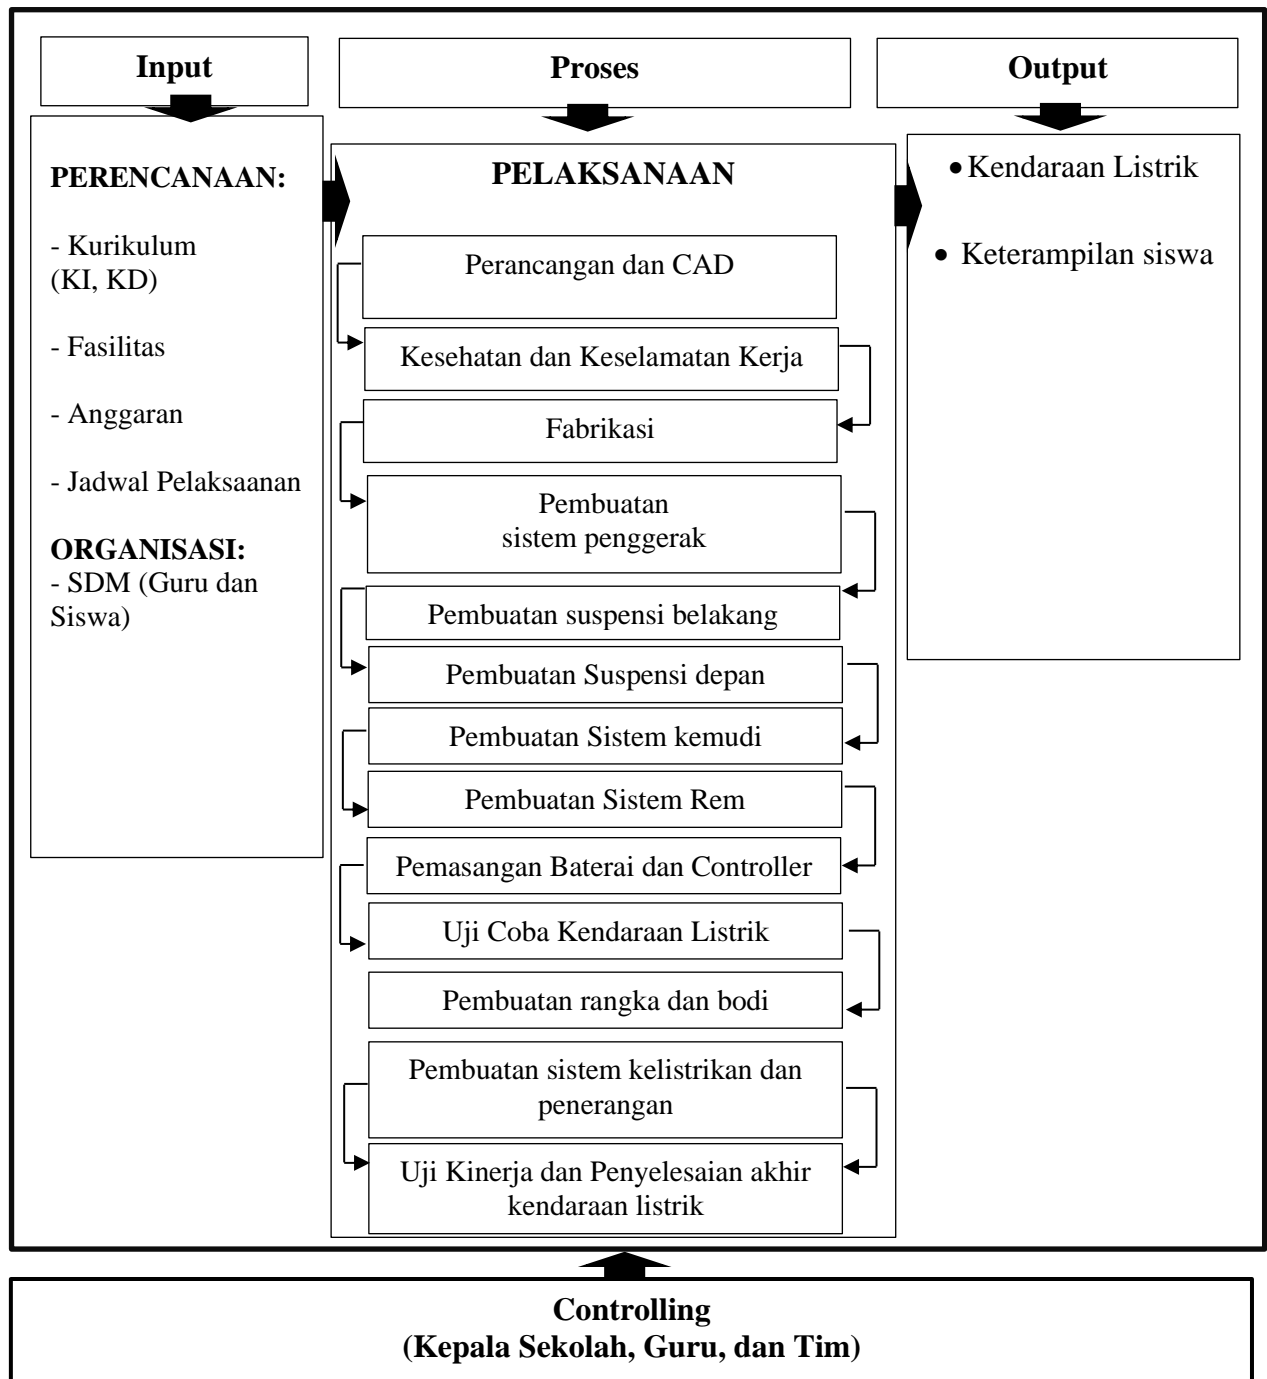 Input
Proses
Output
PERENCANAAN:
- Kurikulum
(KI, KD)
- Fasilitas
- Anggaran
- Jadwal Pelaksaanan
ORGANISASI:
- SDM (Guru dan
Siswa)
PELAKSANAAN
Perancangan dan CAD
Kesehatan dan Keselamatan Kerja
Fabrikasi
Pembuatan
sistem penggerak
Pembuatan suspensi belakang
Pembuatan Suspensi depan
Pembuatan Sistem kemudi
Pembuatan Sistem Rem
Pemasangan Baterai dan Controller
Uji Coba Kendaraan Listrik
Pembuatan rangka dan bodi
Pembuatan sistem kelistrikan dan
penerangan
Uji Kinerja dan Penyelesaian akhir
kendaraan listrik
• Kendaraan Listrik
• Keterampilan siswa
Controlling
(Kepala Sekolah, Guru, dan Tim)